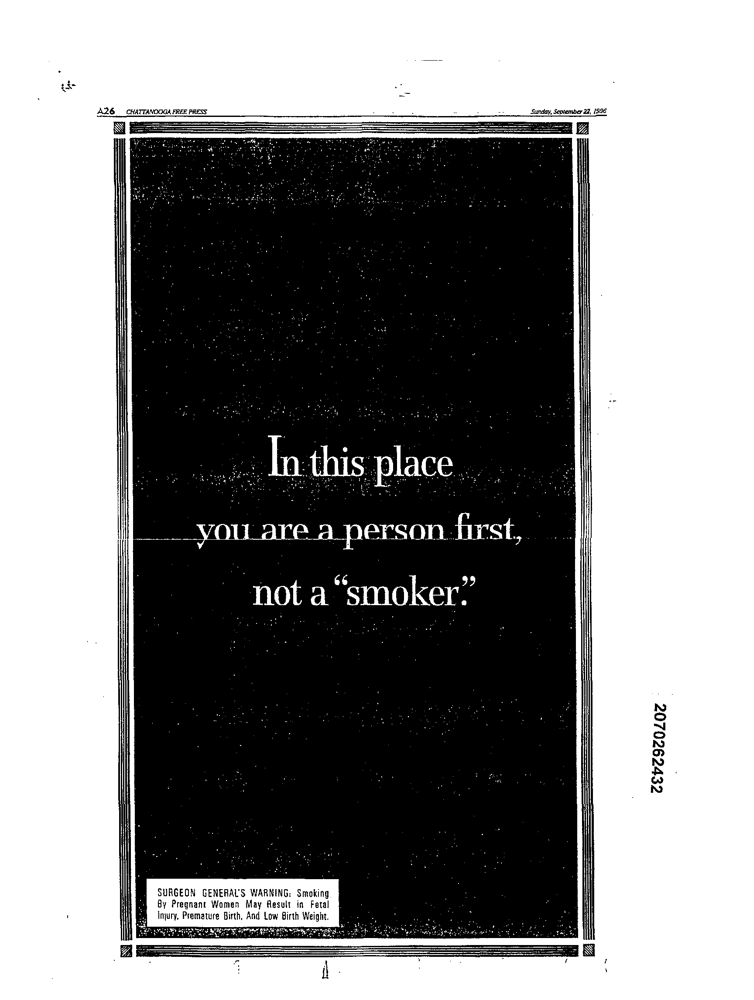 A26 CHATTANOOGA FREE PRESS Sunday, September 22, 1996
In this place
you are a person first,
not a “smoker.”
2070262432
SURGEON GENERAL'S WARNING: Smoking
By Pregnant Women May Result in Fetal
Injury, Premature Birth, And Low Birth Weight.